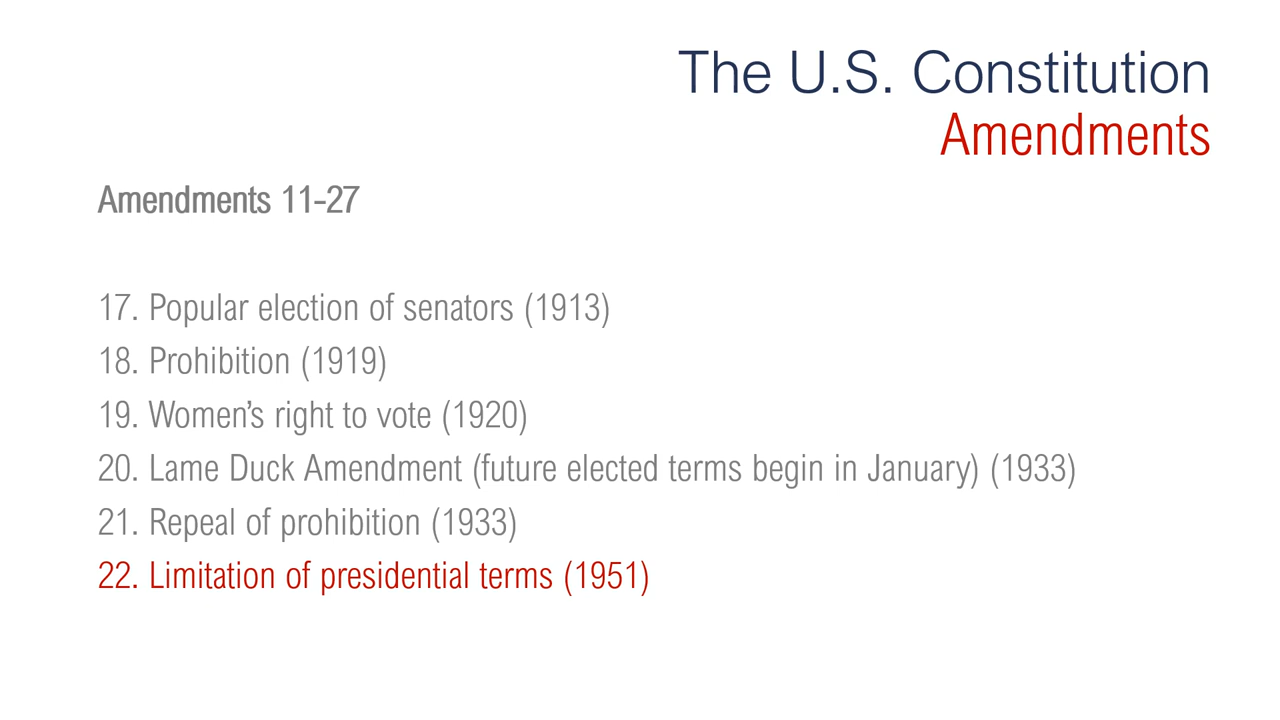 The U.S. Constitution
Amendments
Amendments 11-27
17. Popular election of senators (1913)
18. Prohibition (1919)
19. Women’s right to vote (1920)
20. Lame Duck Amendment (future elected terms begin in January) (1933)
21. Repeal of prohibition (1933)
22. Limitation of presidential terms (1951)